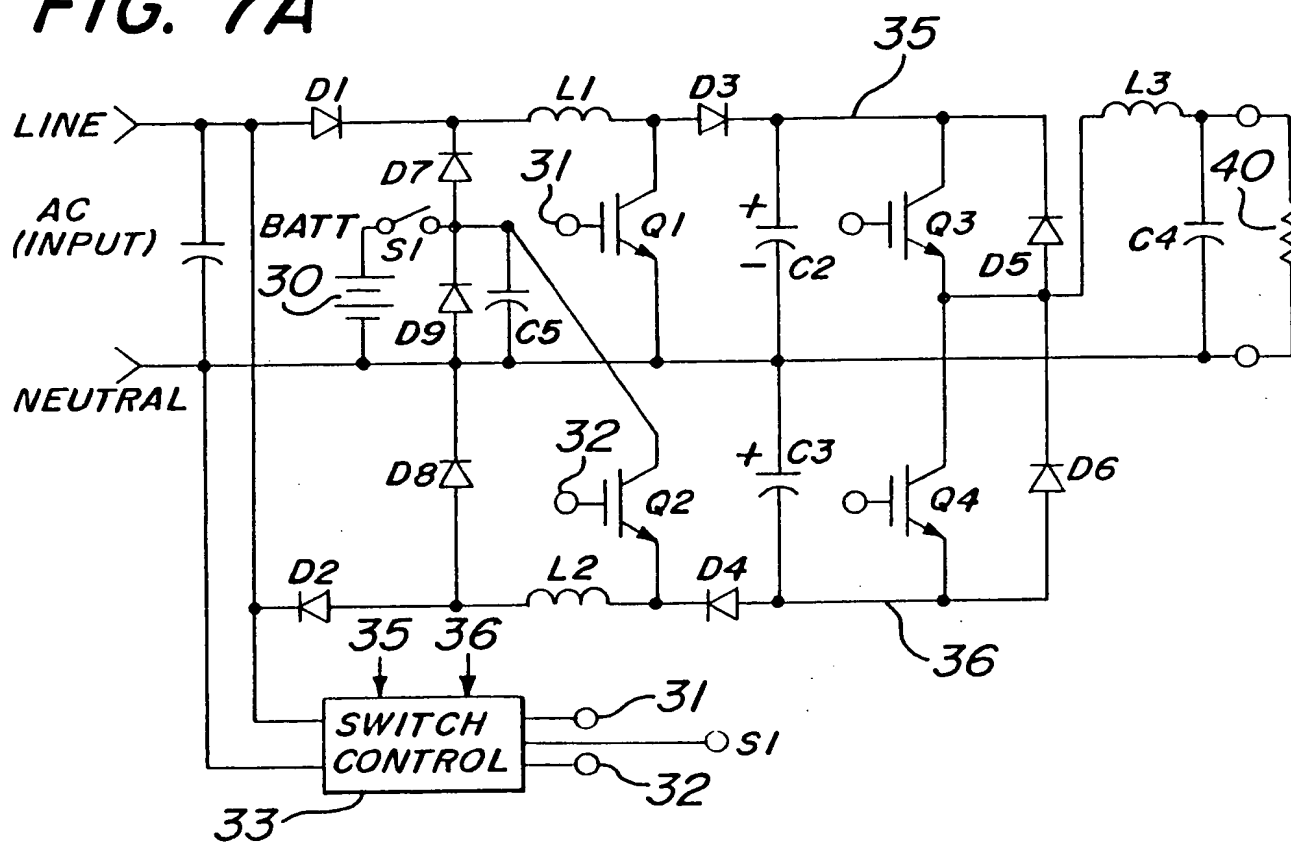 FIG. 7A
35
D1
L1
D3
L3
LINE
D7
31
40
AC
(INPUT)
BATT
S1
Q1
+
Q3
D5
C4
30
D9
C5
-
C2
NEUTRAL
32
+
C3
D8
Q2
Q4
D6
D2
L2
D4
35
36
36
SWITCH
CONTROL
31
S1
32
33